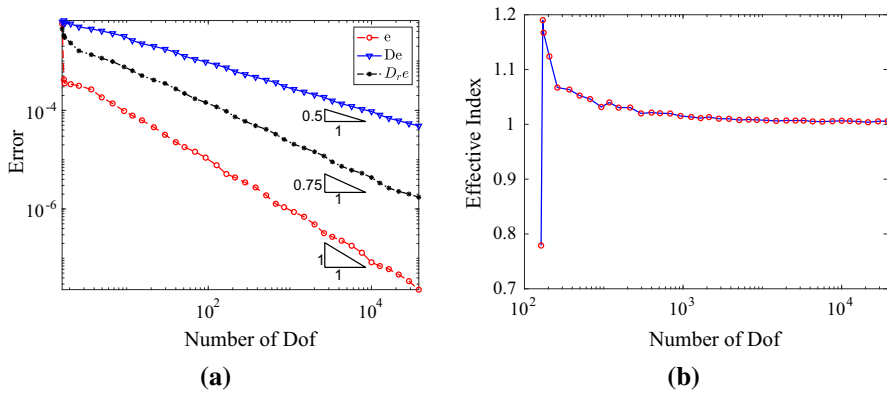 e
De
D_r e
10^-4
10^-6
Error
0.5
1
0.75
1
1
1
10^2
10^4
Number of Dof
(a)
1.2
1.1
1
0.9
0.8
0.7
Effective Index
10^2
10^3
10^4
Number of Dof
(b)